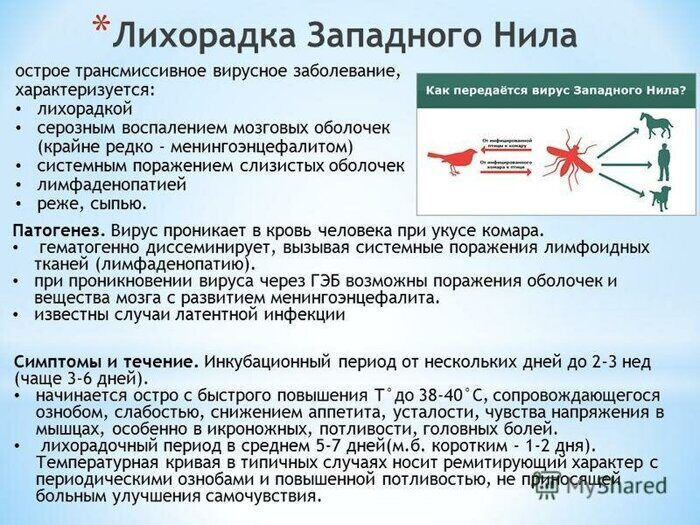 * Лихорадка Западного Нила
острое трансмиссивное вирусное заболевание,
характеризуется:
• лихорадкой
• серозным воспалением мозговых оболочек
(крайне редко - менингоэнцефалитом)
• системным поражением слизистых оболочек
• лимфаденопатией
• реже, сыпью.
Как передаётся вирус Западного Нила?
От инфицированной
птицы к комару
От инфицированного
комара к птице
Патогенез. Вирус проникает в кровь человека при укусе комара.
• гематогенно диссеминирует, вызывая системные поражения лимфоидных
тканей (лимфаденопатию).
• при проникновении вируса через ГЭБ возможны поражения оболочек и
вещества мозга с развитием менингоэнцефалита.
• известны случаи латентной инфекции
Симптомы и течение. Инкубационный период от нескольких дней до 2-3 нед
(чаще 3-6 дней).
• начинается остро с быстрого повышения T°до 38-40°С, сопровождающегося
ознобом, слабостью, снижением аппетита, усталости, чувства напряжения в
мышцах, особенно в икроножных, потливости, головных болей.
• лихорадочный период в среднем 5-7 дней(м.б. коротким - 1-2 дня).
Температурная кривая в типичных случаях носит ремитирующий характер с
периодическими ознобами и повышенной потливостью, не приносящей
больным улучшения самочувствия.
MyShared